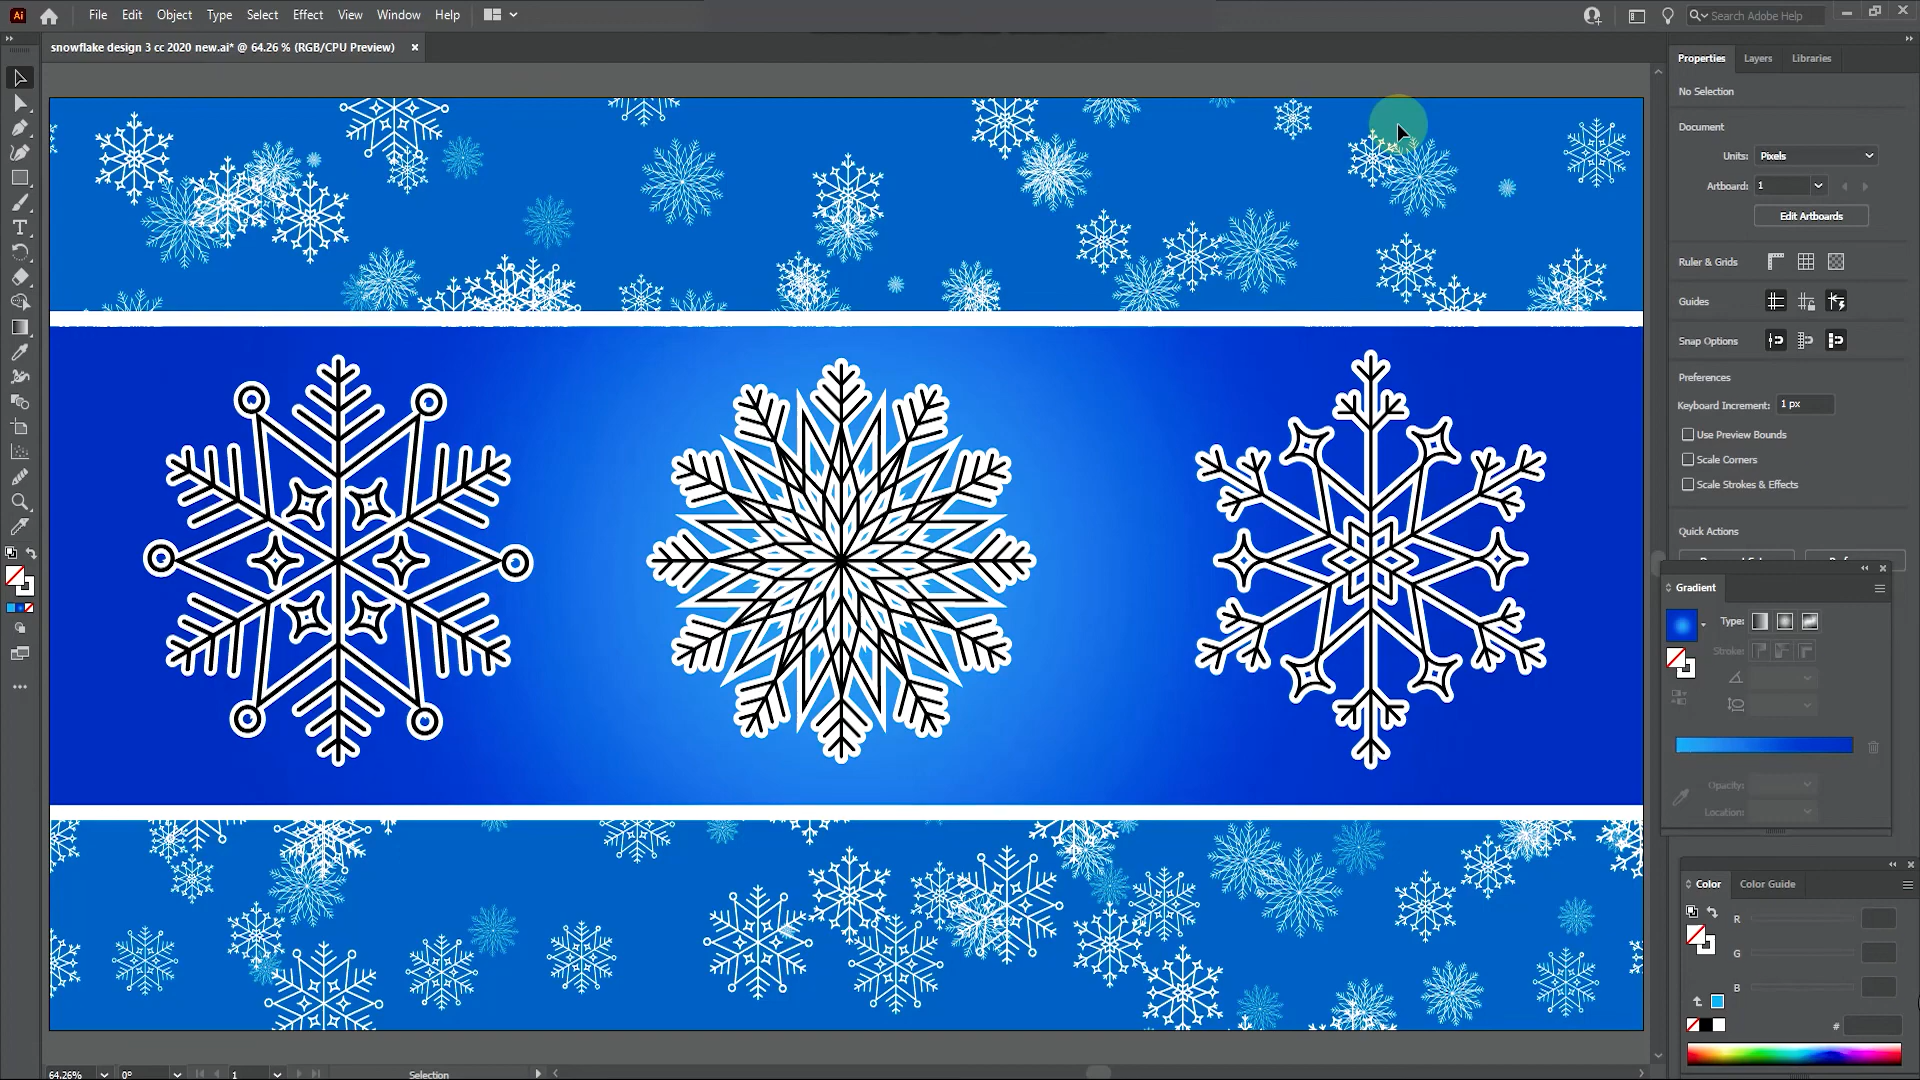 Ai File Edit Object Type Select Effect View Window Help Search Adobe Help
snowflake design 3 cc 2020 new.ai* @ 64.26 % (RGB/CPU Preview)
Properties Layers Libraries
No Selection
Document
Units: Pixels
Artboard: 1
Edit Artboards
Ruler & Grids
Guides
Snap Options
Preferences
Keyboard Increment: 1 px
Use Preview Bounds
Scale Corners
Scale Strokes & Effects
Quick Actions
Gradient
Type:
Stroke:
Opacity:
Location:
Color Color Guide
R
G
B
#
64.26% 0° 1 Selection